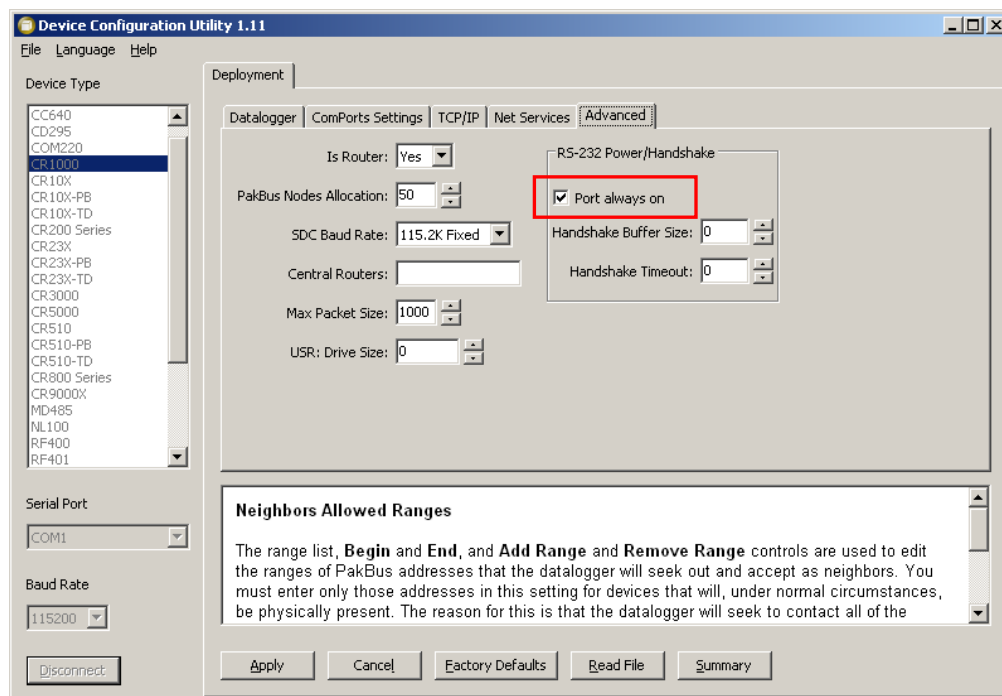 Device Configuration Utility 1.11
File Language Help
Device Type
CC640
CD295
COM220
CR1000
CR10X
CR10X-PB
CR10X-TD
CR200 Series
CR23X
CR23X-PB
CR23X-TD
CR3000
CR5000
CR510
CR510-PB
CR510-TD
CR800 Series
CR9000X
MD485
NL100
RF400
RF401
Serial Port
COM1
Baud Rate
115200
Disconnect
Deployment
Datalogger ComPorts Settings TCP/IP Net Services Advanced
Is Router: Yes
PakBus Nodes Allocation: 50
SDC Baud Rate: 115.2K Fixed
Central Routers:
Max Packet Size: 1000
USR: Drive Size: 0
RS-232 Power/Handshake
Port always on
Handshake Buffer Size: 0
Handshake Timeout: 0
Neighbors Allowed Ranges
The range list, Begin and End, and Add Range and Remove Range controls are used to edit
the ranges of PakBus addresses that the datalogger will seek out and accept as neighbors. You
must enter only those addresses in this setting for devices that will, under normal circumstances,
be physically present. The reason for this is that the datalogger will seek to contact all of the
Apply Cancel Factory Defaults Read File Summary